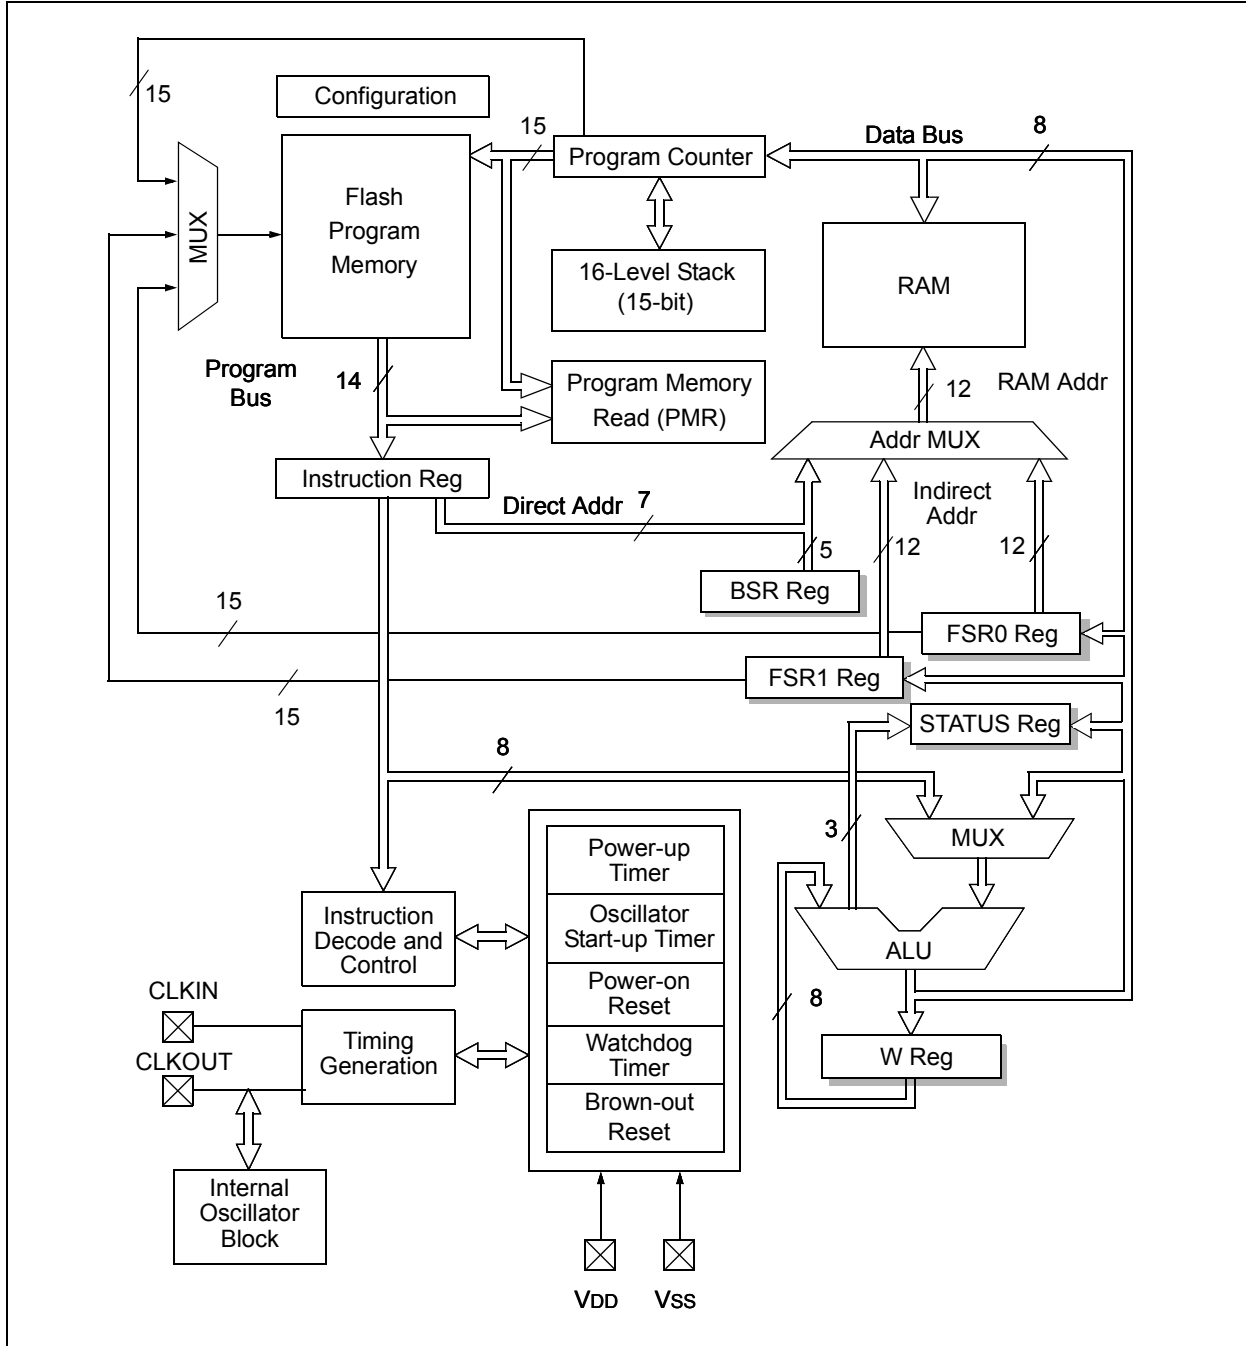 15
Configuration
15
Program Counter
Data Bus
8
MUX
Flash
Program
Memory
16-Level Stack
(15-bit)
RAM
Program
Bus
14
Program Memory
Read (PMR)
12
RAM Addr
Addr MUX
Instruction Reg
Direct Addr
7
Indirect
Addr
5
12
12
BSR Reg
15
FSR0 Reg
FSR1 Reg
15
STATUS Reg
8
3
MUX
Power-up
Timer
Instruction
Decode and
Control
Oscillator
Start-up Timer
ALU
CLKIN
Power-on
Reset
8
CLKOUT
Timing
Generation
Watchdog
Timer
W Reg
Brown-out
Reset
Internal
Oscillator
Block
VDD
VSS